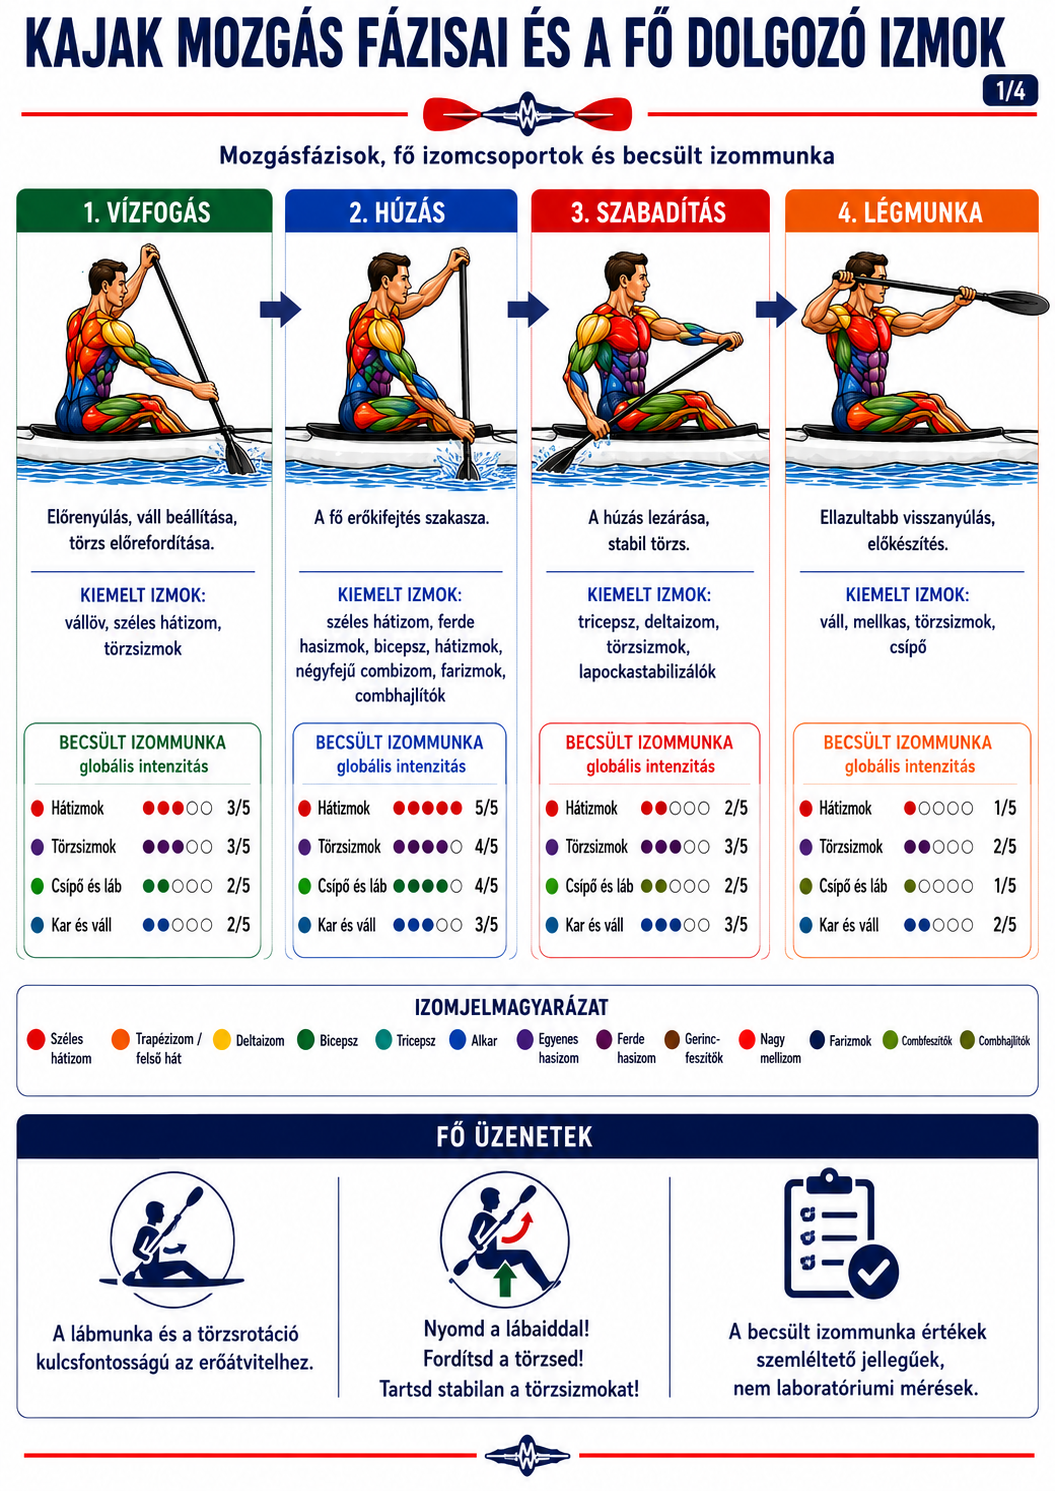 KAJAK MOZGÁS FÁZISAI ÉS A FŐ DOLGOZÓ IZMOK
1/4
Mozgásfázisok, fő izomcsoportok és becsült izommunka
1. VÍZFOGÁS
Előrenyúlás, váll beállítása,
törzs előrefordítása.
KIEMELT IZMOK:
vállöv, széles hátizom,
törzsizmok
BECSÜLT IZOMMUNKA
globális intenzitás
Hátizmok 3/5
Törzsizmok 3/5
Csípő és láb 2/5
Kar és váll 2/5
2. HÚZÁS
A fő erőkifejtés szakasza.
KIEMELT IZMOK:
széles hátizom, ferde
hasizmok, bicepsz, hátizmok,
négyfejű combizom, farizmok,
combhajlítók
BECSÜLT IZOMMUNKA
globális intenzitás
Hátizmok 5/5
Törzsizmok 4/5
Csípő és láb 4/5
Kar és váll 3/5
3. SZABADÍTÁS
A húzás lezárása,
stabil törzs.
KIEMELT IZMOK:
tricepsz, deltaizom,
törzsizmok,
lapockastabilizálók
BECSÜLT IZOMMUNKA
globális intenzitás
Hátizmok 2/5
Törzsizmok 3/5
Csípő és láb 2/5
Kar és váll 3/5
4. LÉGMUNKA
Ellazultabb visszanyúlás,
előkészítés.
KIEMELT IZMOK:
váll, mellkas, törzsizmok,
csípő
BECSÜLT IZOMMUNKA
globális intenzitás
Hátizmok 1/5
Törzsizmok 2/5
Csípő és láb 1/5
Kar és váll 2/5
IZOMJELMAGYARÁZAT
Széles
hátizom
Trapézizom /
felső hát
Deltaizom
Bicepsz
Tricepsz
Alkar
Egyenes
hasizom
Ferde
hasizom
Gerinc-
feszítők
Nagy
mellizom
Farizmok
Combfeszítők
Combhajlítók
FŐ ÜZENETEK
A lábmunka és a törzsrotáció
kulcsfontosságú az erőátvitelhez.
Nyomd a lábaiddal!
Fordítsd a törzsed!
Tartsd stabilan a törzsizmokat!
A becsült izommunka értékek
szemléltető jellegűek,
nem laboratóriumi mérések.